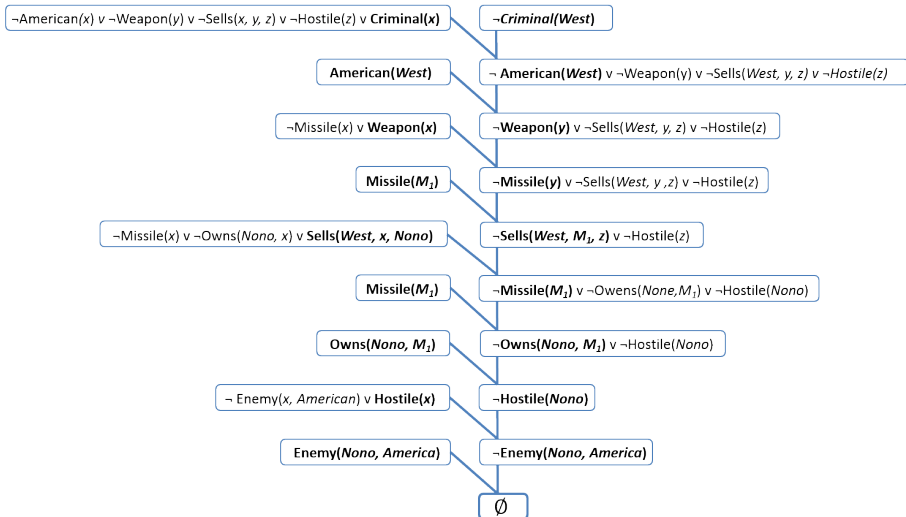 ¬American(x) v ¬Weapon(y) v ¬Sells(x, y, z) v ¬Hostile(z) v Criminal(x)
¬Criminal(West)
American(West)
¬ American(West) v ¬Weapon(y) v ¬Sells(West, y, z) v ¬Hostile(z)
¬Missile(x) v Weapon(x)
¬Weapon(y) v ¬Sells(West, y, z) v ¬Hostile(z)
Missile(M₁)
¬Missile(y) v ¬Sells(West, y ,z) v ¬Hostile(z)
¬Missile(x) v ¬Owns(Nono, x) v Sells(West, x, Nono)
¬Sells(West, M₁, z) v ¬Hostile(z)
Missile(M₁)
¬Missile(M₁) v ¬Owens(None,M₁) v ¬Hostile(Nono)
Owns(Nono, M₁)
¬Owns(Nono, M₁) v ¬Hostile(Nono)
¬ Enemy(x, American) v Hostile(x)
¬Hostile(Nono)
Enemy(Nono, America)
¬Enemy(Nono, America)
∅